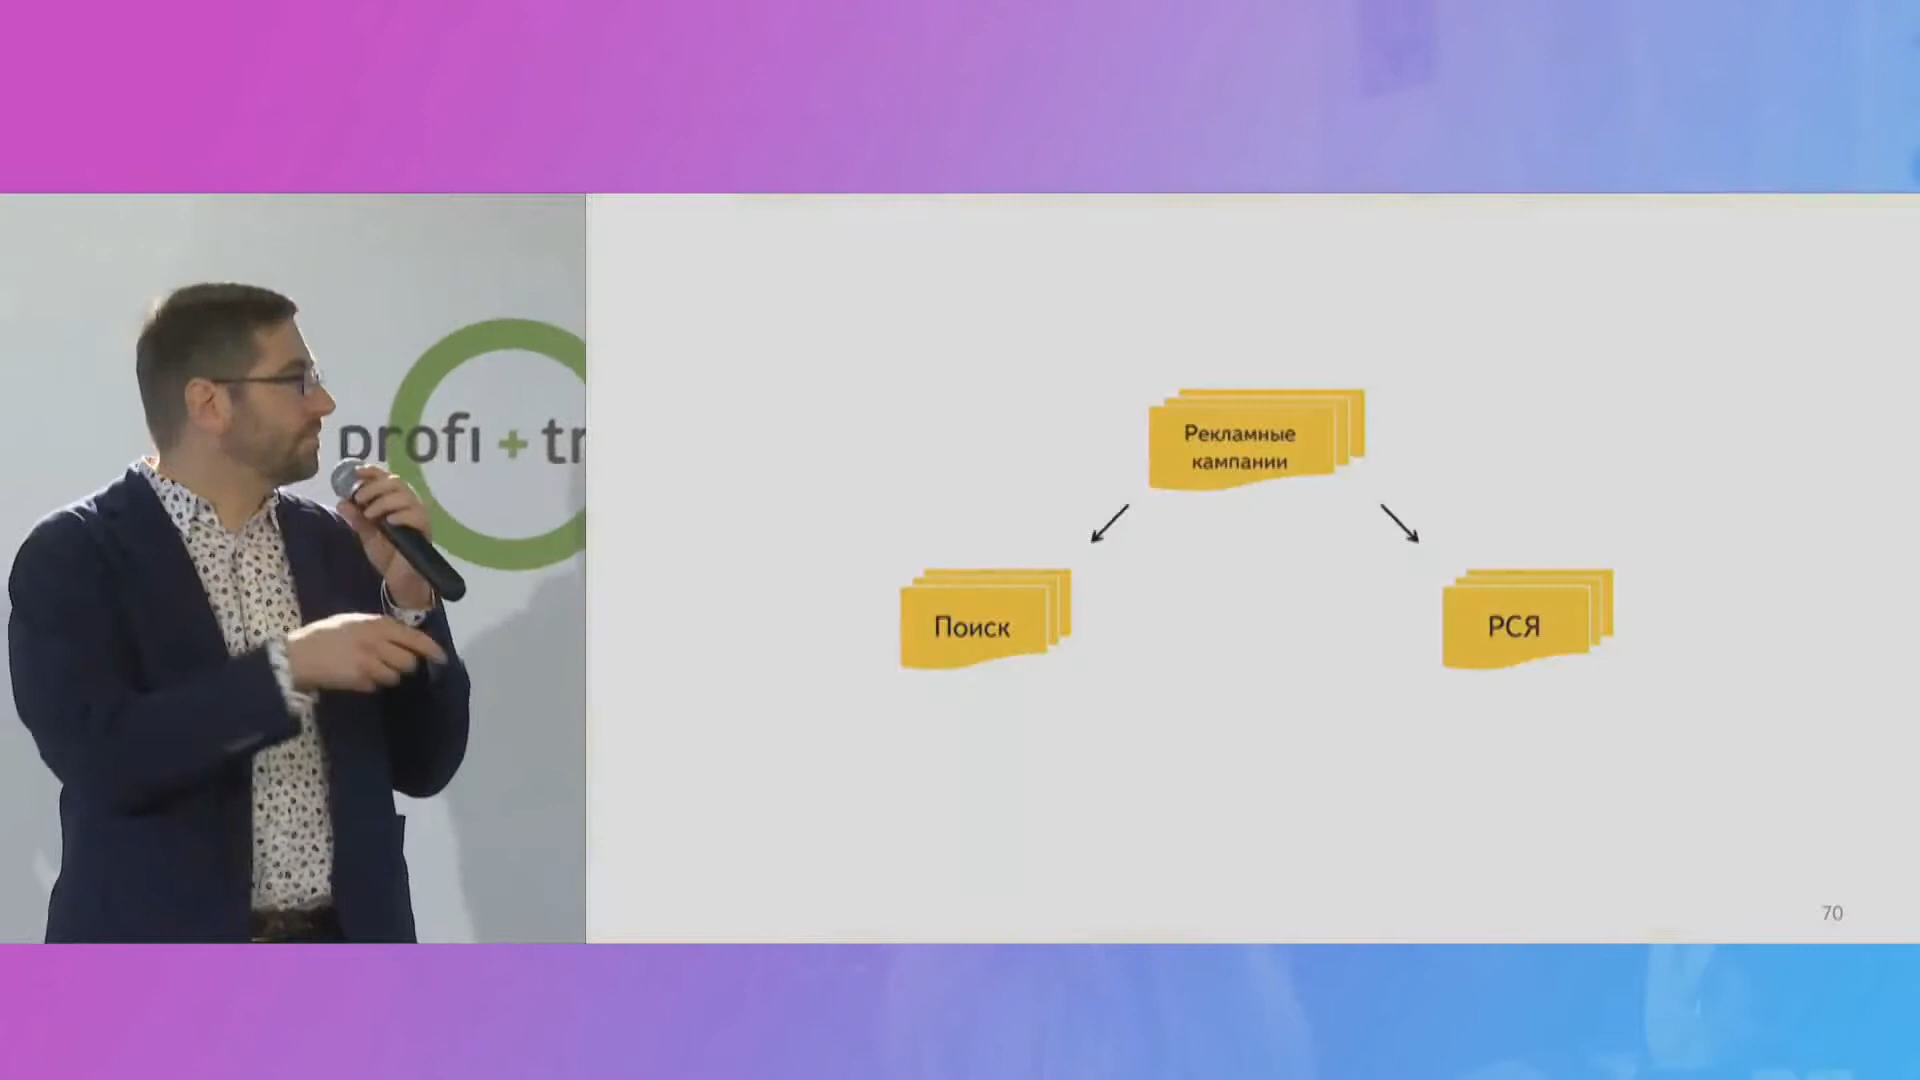 profi + tr
Рекламные
кампании
Поиск
РСЯ
70